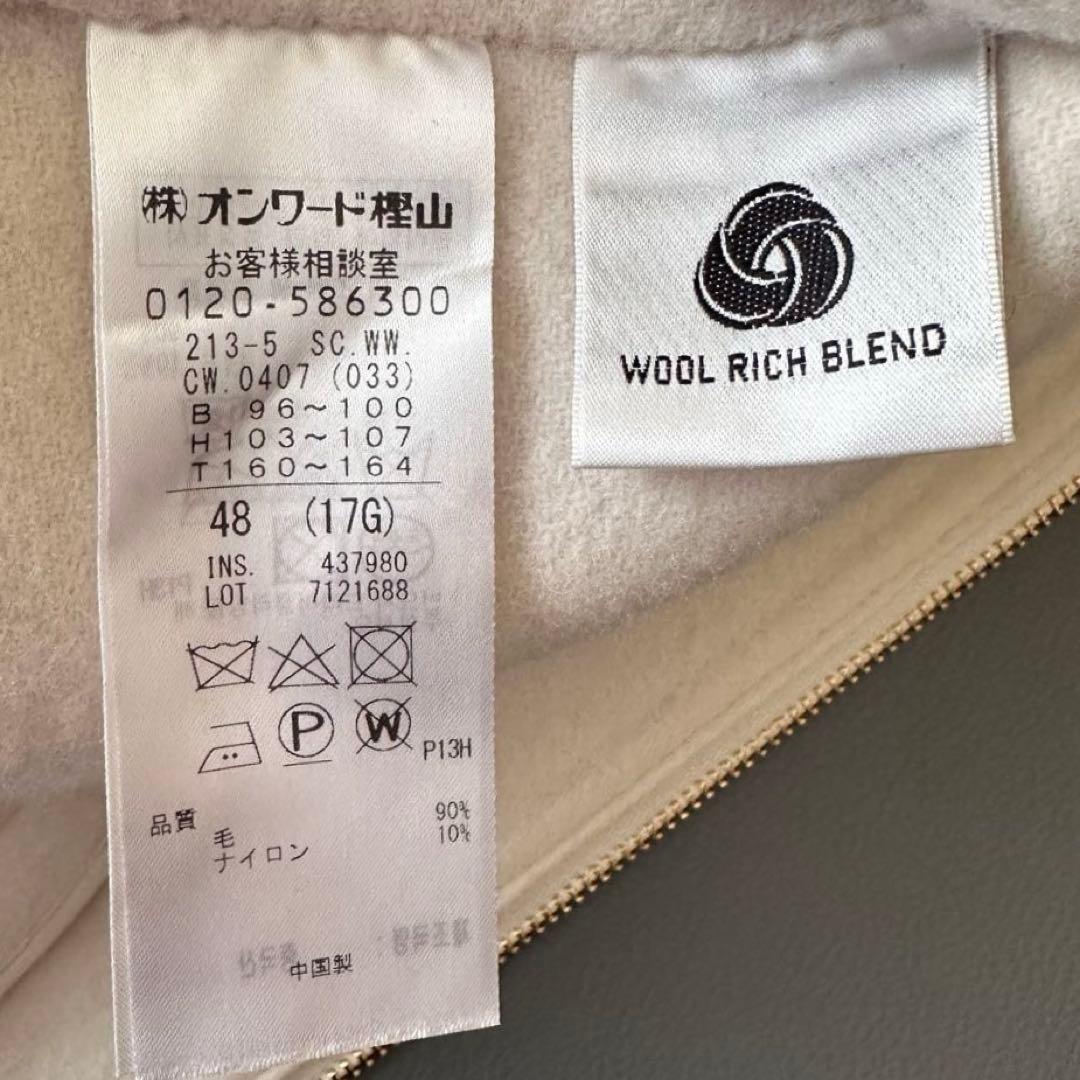 ㈱オンワード樫山
お客様相談室
0120-586300
213-5 SC.WW.
CW.0407 (033)
B 96～100
H103～107
T160～164
48 (17G)
INS. 437980
LOT 7121688
P
W
P13H
品質
毛 90%
ナイロン 10%
中国製
WOOL RICH BLEND